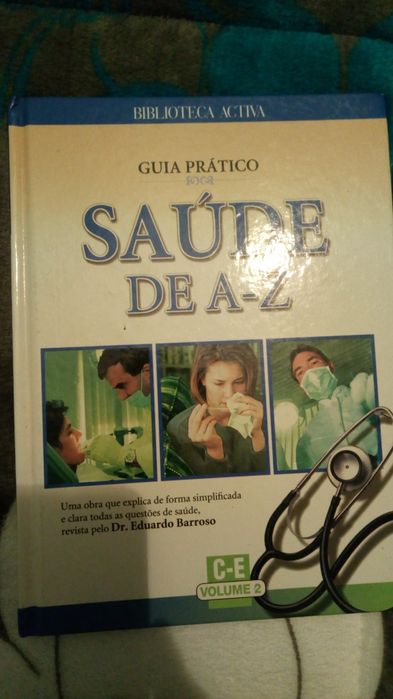 BIBLIOTECA ACTIVA
GUIA PRÁTICO
SAÚDE
DE A-Z
Uma obra que explica de forma simplificada
e clara todas as questões de saúde,
revista pelo Dr. Eduardo Barroso
C-E
VOLUME 2